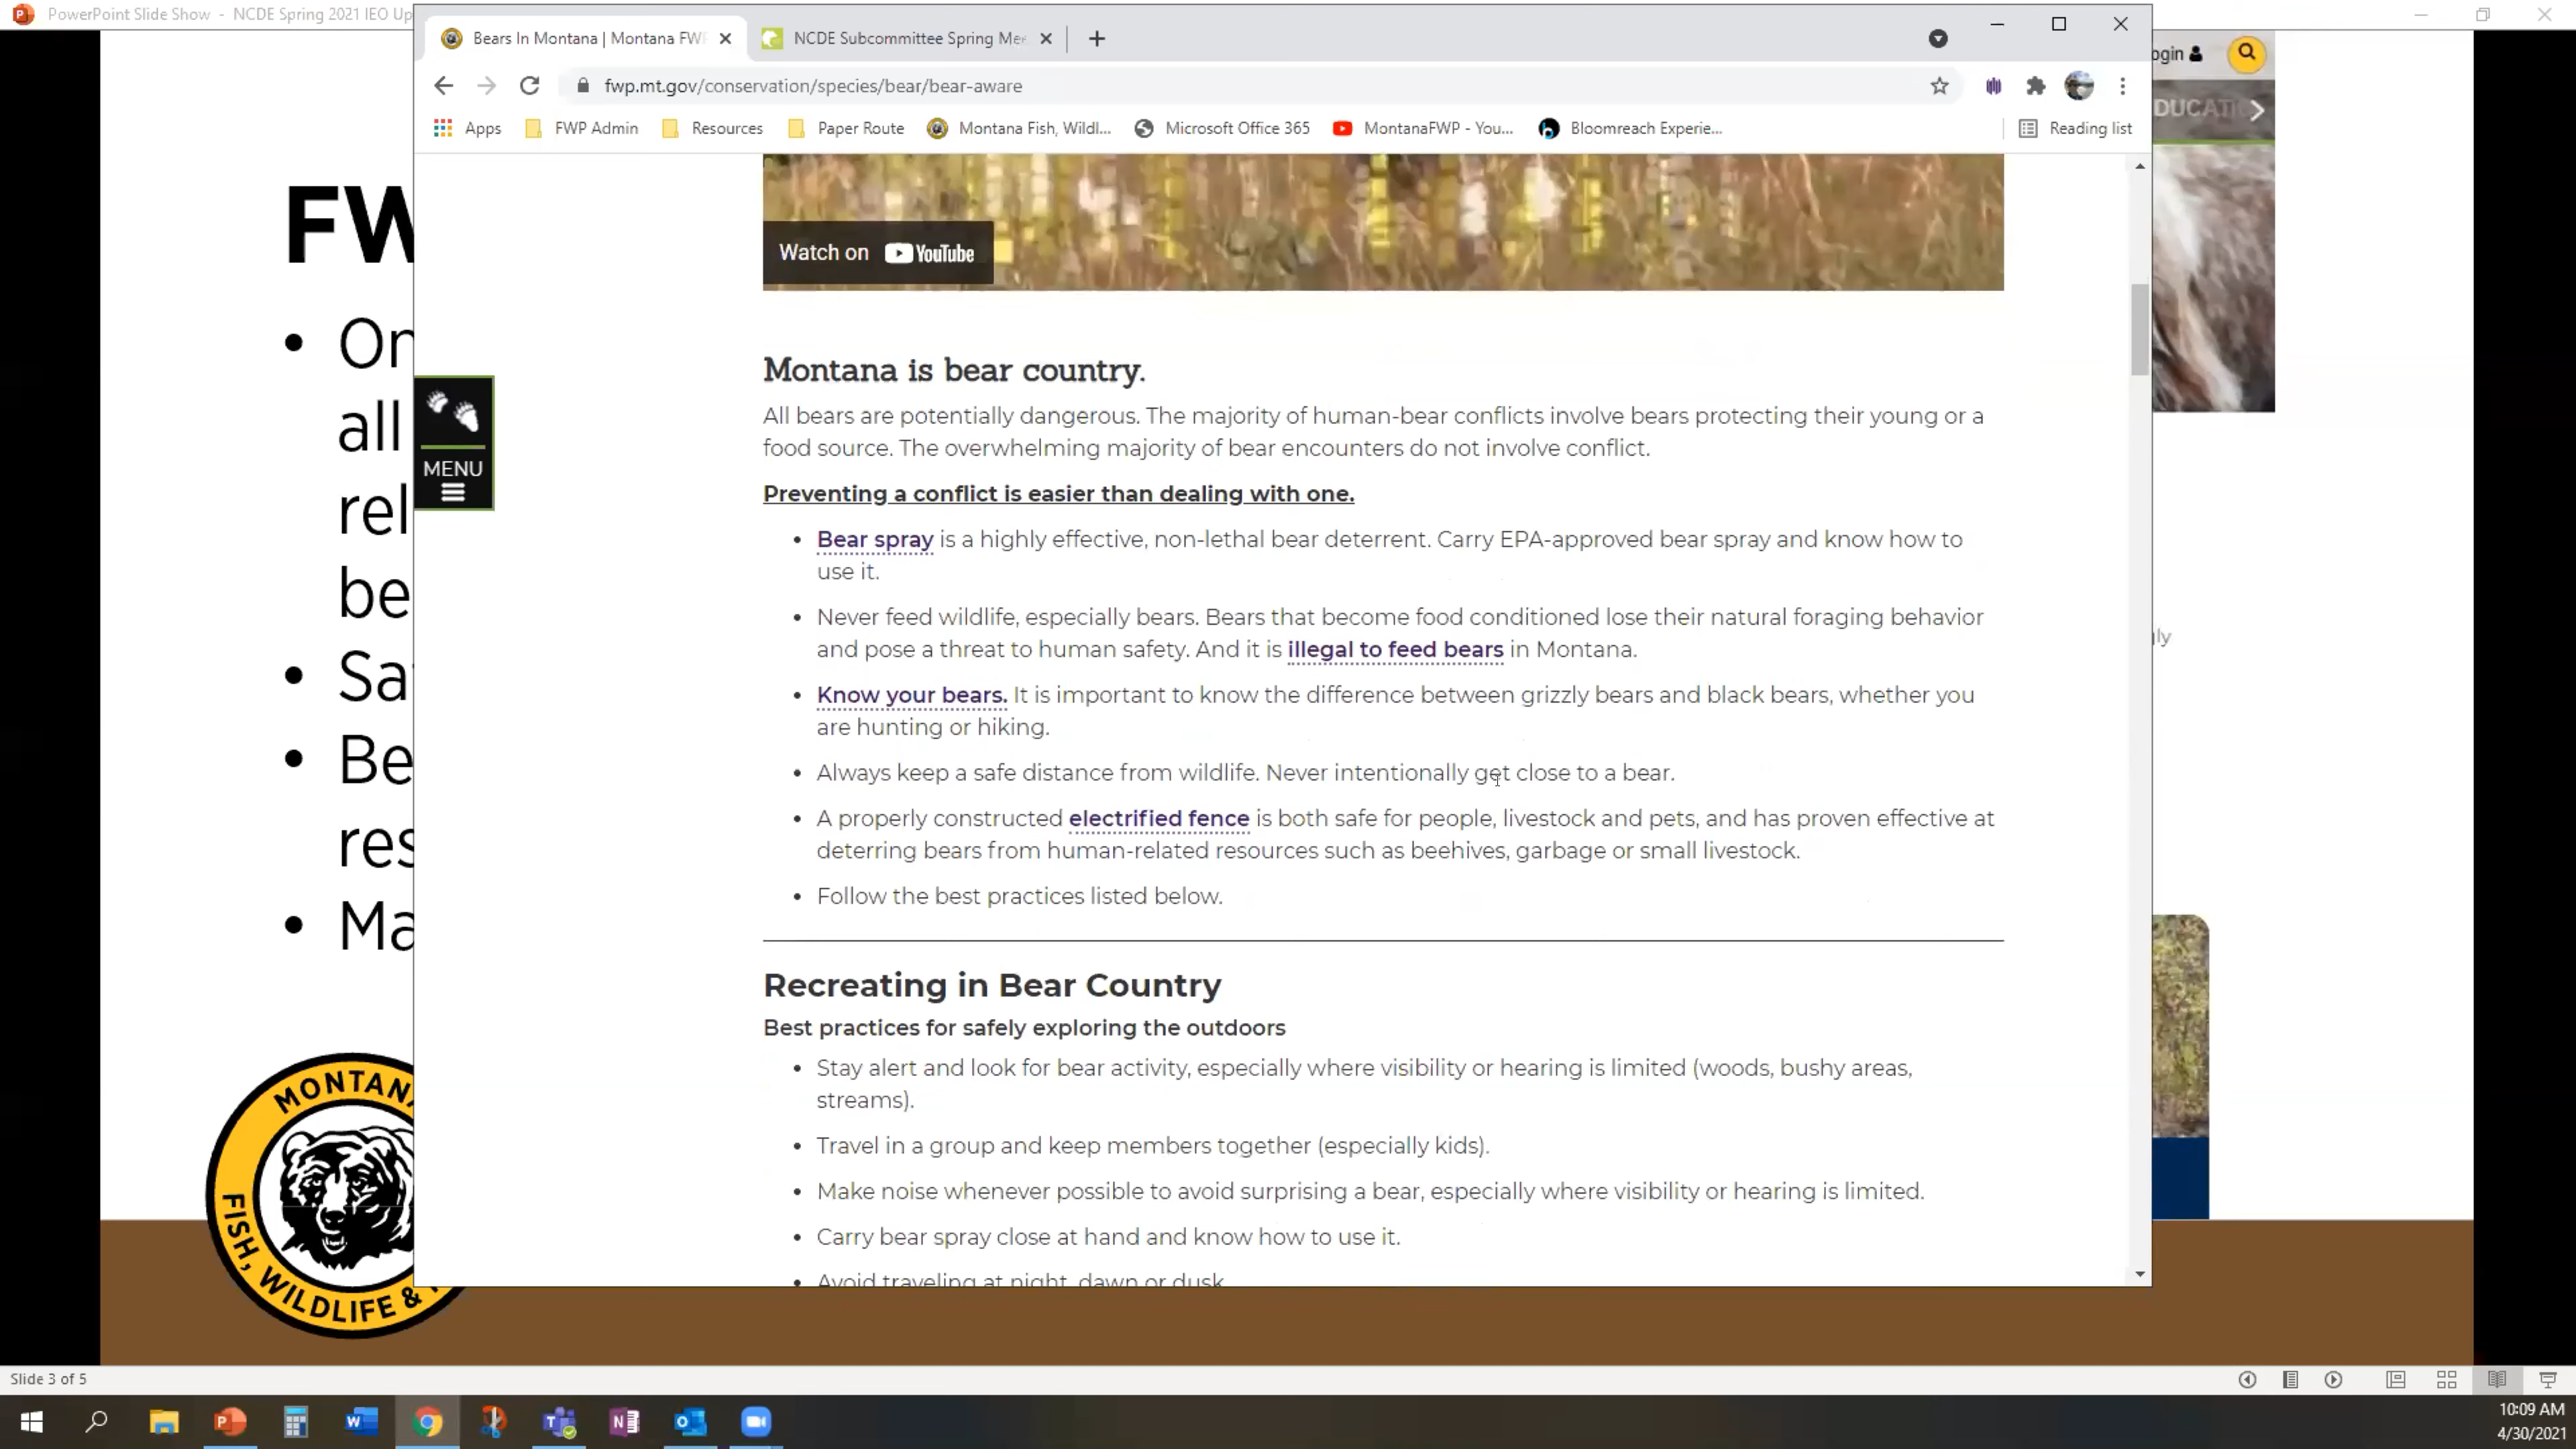 PowerPoint Slide Show - NCDE Spring 2021 IEO Up
Bears In Montana | Montana FWP
NCDE Subcommittee Spring Mee
fwp.mt.gov/conservation/species/bear/bear-aware
Apps
FWP Admin
Resources
Paper Route
Montana Fish, Wildl...
Microsoft Office 365
MontanaFWP - You...
Bloomreach Experie...
Reading list
ogin
DUCATI
FW
• Or
all
rel
be
• Sa
• Be
res
• Ma
MENU
Watch on YouTube
Montana is bear country.
All bears are potentially dangerous. The majority of human-bear conflicts involve bears protecting their young or a
food source. The overwhelming majority of bear encounters do not involve conflict.
Preventing a conflict is easier than dealing with one.
• Bear spray is a highly effective, non-lethal bear deterrent. Carry EPA-approved bear spray and know how to
use it.
• Never feed wildlife, especially bears. Bears that become food conditioned lose their natural foraging behavior
and pose a threat to human safety. And it is illegal to feed bears in Montana.
• Know your bears. It is important to know the difference between grizzly bears and black bears, whether you
are hunting or hiking.
• Always keep a safe distance from wildlife. Never intentionally get close to a bear.
• A properly constructed electrified fence is both safe for people, livestock and pets, and has proven effective at
deterring bears from human-related resources such as beehives, garbage or small livestock.
• Follow the best practices listed below.
Recreating in Bear Country
Best practices for safely exploring the outdoors
• Stay alert and look for bear activity, especially where visibility or hearing is limited (woods, bushy areas,
streams).
• Travel in a group and keep members together (especially kids).
• Make noise whenever possible to avoid surprising a bear, especially where visibility or hearing is limited.
• Carry bear spray close at hand and know how to use it.
• Avoid traveling at night, dawn or dusk
ly
MONTANA
FISH, WILDLIFE &
Slide 3 of 5
10:09 AM
4/30/2021